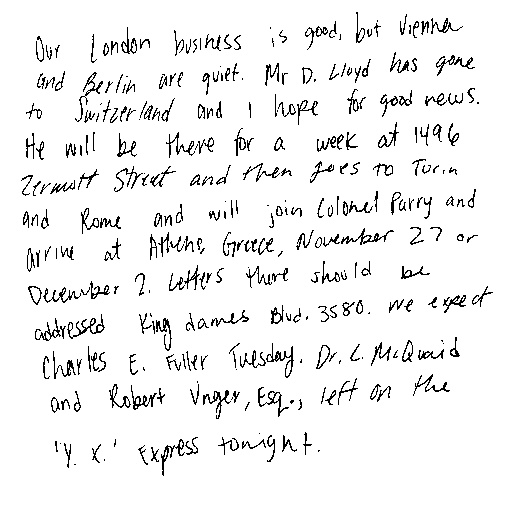 Our London business is good, but Vienna
and Berlin are quiet. Mr D. Lloyd has gone
to Switzerland and I hope for good news.
He will be there for a week at 1496
Zermott Street and then goes to Turin
and Rome and will join Colonel Parry and
arrive at Athens, Greece, November 27 or
December 2. Letters there should be
addressed King James Blvd. 3580. We expect
Charles E. Fuller Tuesday. Dr. L. McQuaid
and Robert Unger, Esq., left on the
'Y. X.' Express tonight.